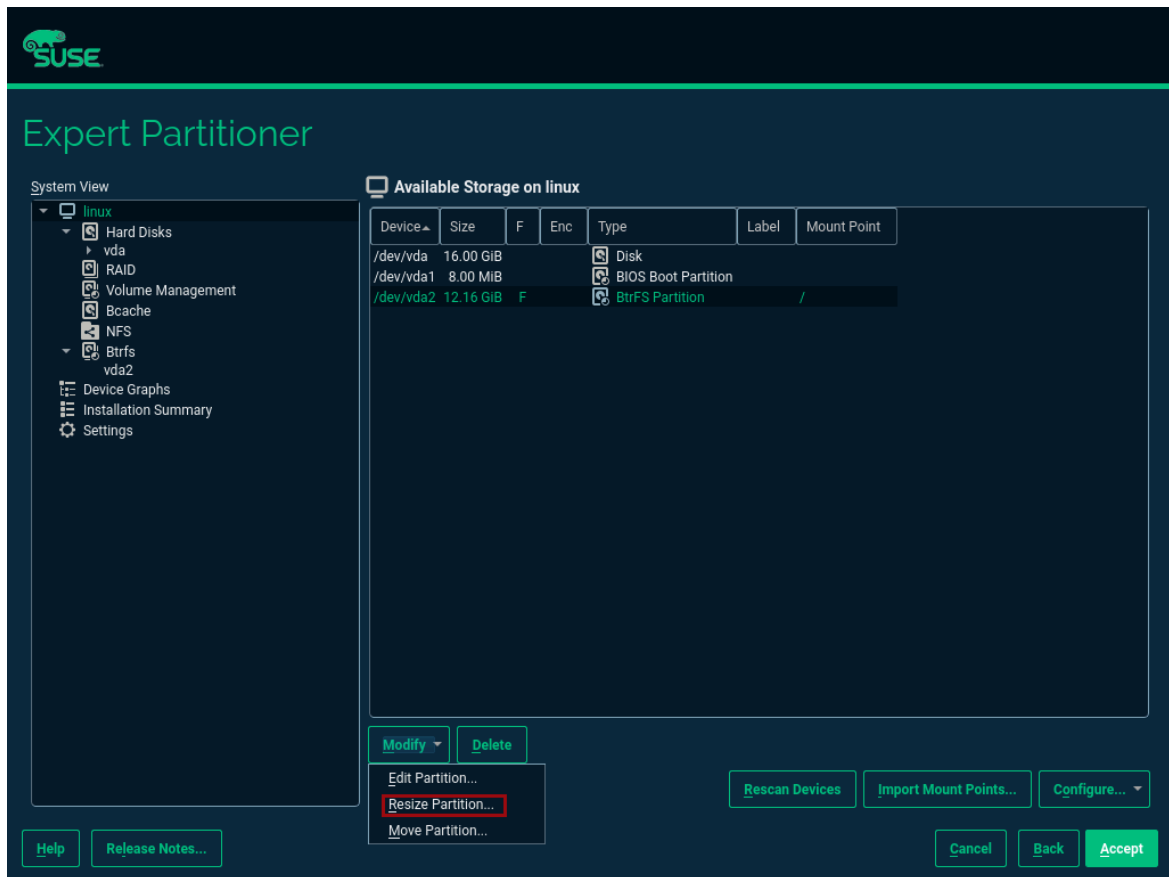 SUSE
Expert Partitioner
System View
linux
Hard Disks
vda
RAID
Volume Management
Bcache
NFS
Btrfs
vda2
Device Graphs
Installation Summary
Settings
Available Storage on linux
Device Size F Enc Type Label Mount Point
/dev/vda 16.00 GiB Disk
/dev/vda1 8.00 MiB BIOS Boot Partition
/dev/vda2 12.16 GiB F BtrFS Partition /
Modify Delete
Edit Partition...
Resize Partition...
Move Partition...
Rescan Devices Import Mount Points... Configure...
Help Release Notes... Cancel Back Accept